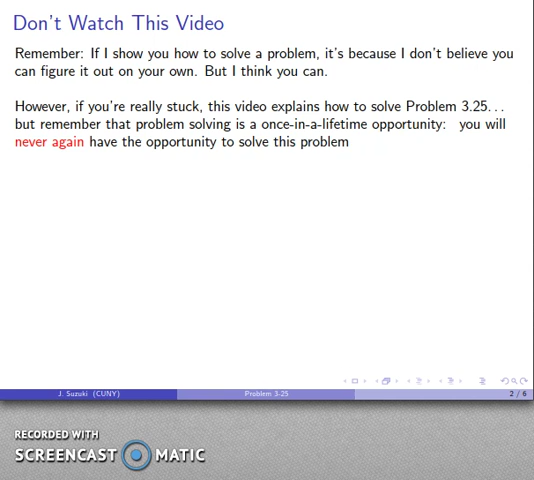 Don't Watch This Video
Remember: If I show you how to solve a problem, it's because I don't believe you
can figure it out on your own. But I think you can.
However, if you're really stuck, this video explains how to solve Problem 3.25...
but remember that problem solving is a once-in-a-lifetime opportunity: you will
never again have the opportunity to solve this problem
J. Suzuki (CUNY)
Problem 3-25
2 / 6
RECORDED WITH
SCREENCAST MATIC